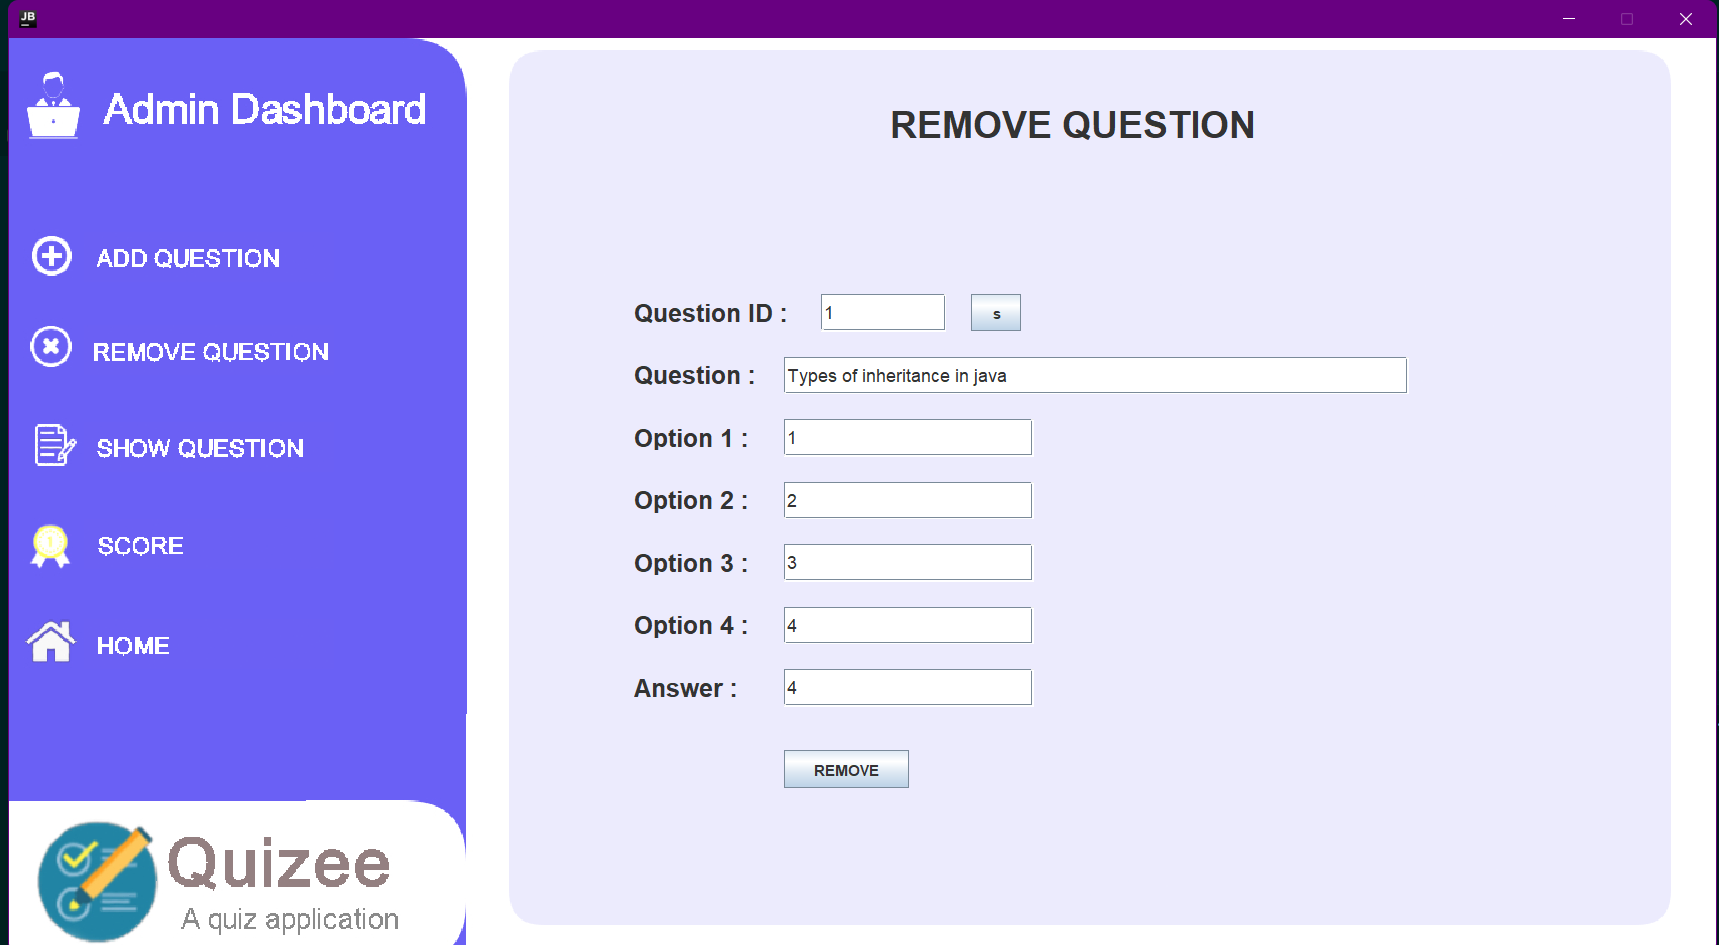 JB
Admin Dashboard
ADD QUESTION
REMOVE QUESTION
SHOW QUESTION
1
SCORE
HOME
Quizee
A quiz application
REMOVE QUESTION
Question ID : 1 s
Question : Types of inheritance in java
Option 1 : 1
Option 2 : 2
Option 3 : 3
Option 4 : 4
Answer : 4
REMOVE